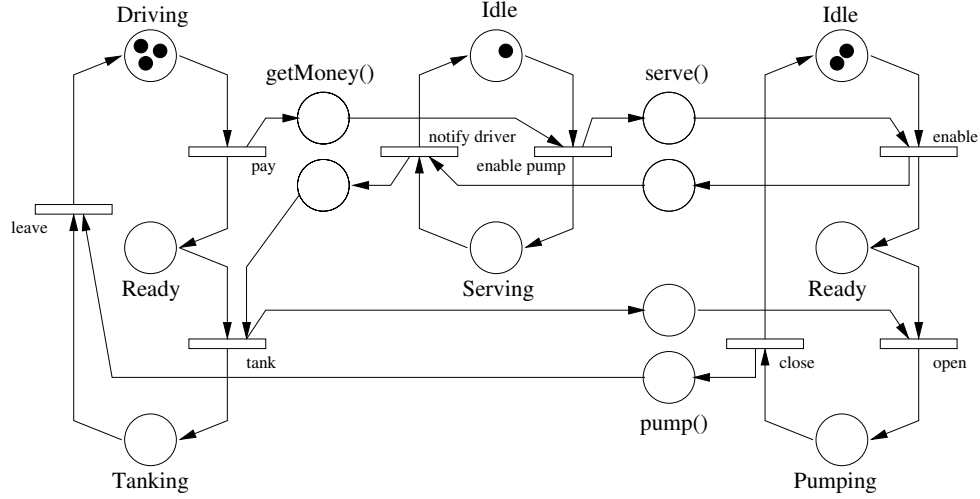 Driving
Idle
Idle
getMoney()
serve()
notify driver
enable
pay
enable pump
leave
Ready
Serving
Ready
tank
close
open
pump()
Tanking
Pumping